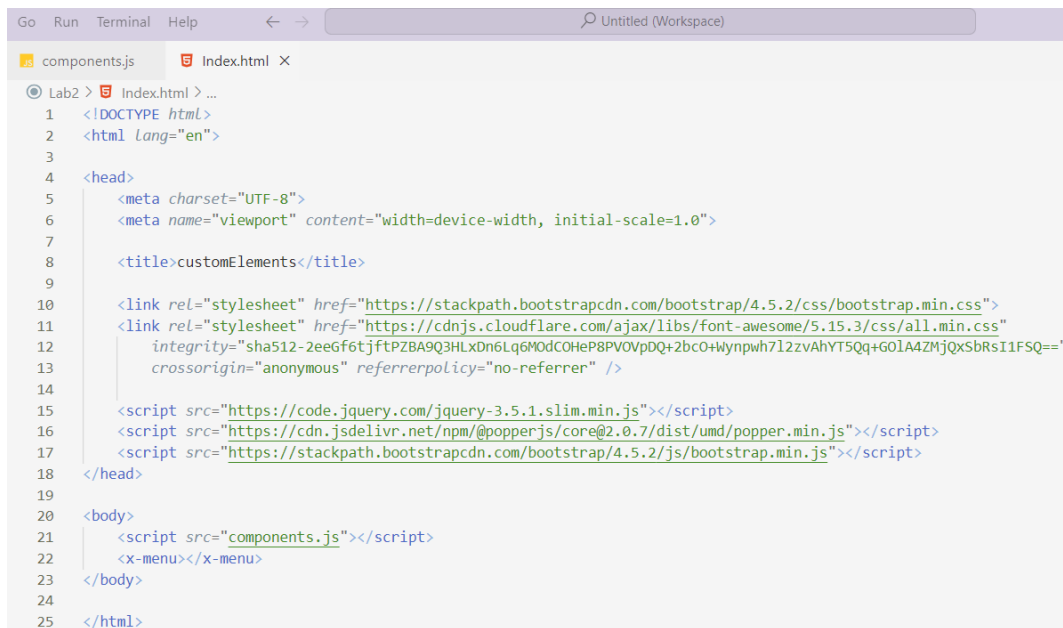 Go Run Terminal Help ← → Untitled (Workspace)
JS components.js Index.html ×
Lab2 > Index.html > ...
1 <!DOCTYPE html>
2 <html lang="en">
3
4 <head>
5 <meta charset="UTF-8">
6 <meta name="viewport" content="width=device-width, initial-scale=1.0">
7
8 <title>customElements</title>
9
10 <link rel="stylesheet" href="https://stackpath.bootstrapcdn.com/bootstrap/4.5.2/css/bootstrap.min.css">
11 <link rel="stylesheet" href="https://cdnjs.cloudflare.com/ajax/libs/font-awesome/5.15.3/css/all.min.css"
12 integrity="sha512-2eeGf6tjftPZBA9Q3HLxDn6Lq6MOdCOHeP8PVOVpDQ+2bcO+Wynpwh7l2zvAhYT5Qq+GOlA4ZMjQxSbRsI1FSQ=="
13 crossorigin="anonymous" referrerpolicy="no-referrer" />
14
15 <script src="https://code.jquery.com/jquery-3.5.1.slim.min.js"></script>
16 <script src="https://cdn.jsdelivr.net/npm/@popperjs/core@2.0.7/dist/umd/popper.min.js"></script>
17 <script src="https://stackpath.bootstrapcdn.com/bootstrap/4.5.2/js/bootstrap.min.js"></script>
18 </head>
19
20 <body>
21 <script src="components.js"></script>
22 <x-menu></x-menu>
23 </body>
24
25 </html>